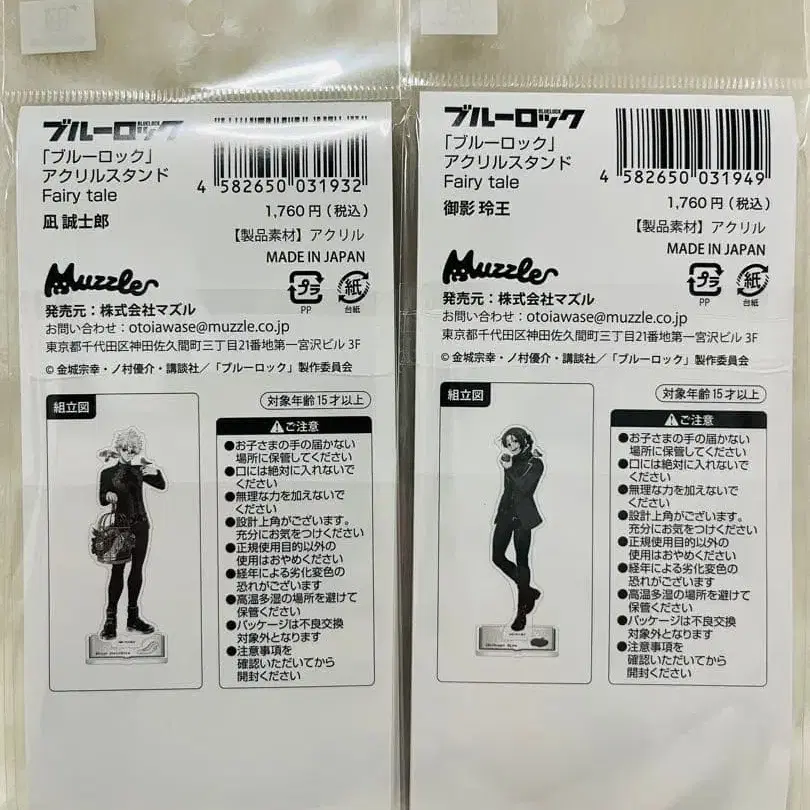 ブルーロック
BLUELOCK
「ブルーロック」
アクリルスタンド
Fairy tale
凪 誠士郎
4 582650 031932
1,760円（税込）
【製品素材】アクリル
MADE IN JAPAN
Muzzle
プラ
PP
紙
台紙
発売元：株式会社マズル
お問い合わせ：otoiawase@muzzle.co.jp
東京都千代田区神田佐久間町三丁目21番地第一宮沢ビル 3F
© 金城宗幸・ノ村優介・講談社／「ブルーロック」製作委員会
組立図
対象年齢15才以上
ご注意
●お子さまの手の届かない
場所に保管してください
●口には絶対に入れないで
ください
●無理な力を加えないで
ください
●設計上角がございます。
充分にお気をつけください
●正規使用目的以外の
使用はおやめください
●経年による劣化変色の
恐れがございます
●高温多湿の場所を避けて
保管ください
●パッケージは不良交換
対象外となります
●注意事項を
確認いただいてから
開封ください
ブルーロック
BLUELOCK
「ブルーロック」
アクリルスタンド
Fairy tale
御影 玲王
4 582650 031949
1,760円（税込）
【製品素材】アクリル
MADE IN JAPAN
Muzzle
プラ
PP
紙
台紙
発売元：株式会社マズル
お問い合わせ：otoiawase@muzzle.co.jp
東京都千代田区神田佐久間町三丁目21番地第一宮沢ビル 3F
© 金城宗幸・ノ村優介・講談社／「ブルーロック」製作委員会
組立図
対象年齢15才以上
ご注意
●お子さまの手の届かない
場所に保管してください
●口には絶対に入れないで
ください
●無理な力を加えないで
ください
●設計上角がございます。
充分にお気をつけください
●正規使用目的以外の
使用はおやめください
●経年による劣化変色の
恐れがございます
●高温多湿の場所を避けて
保管ください
●パッケージは不良交換
対象外となります
●注意事項を
確認いただいてから
開封ください